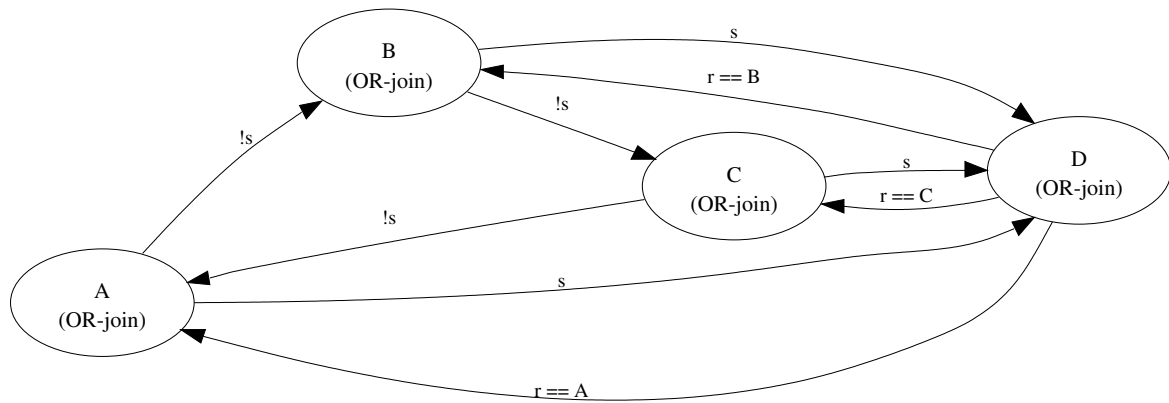 s
B
(OR-join)
r == B
!s
!s
C
(OR-join)
s
r == C
D
(OR-join)
!s
A
(OR-join)
s
r == A